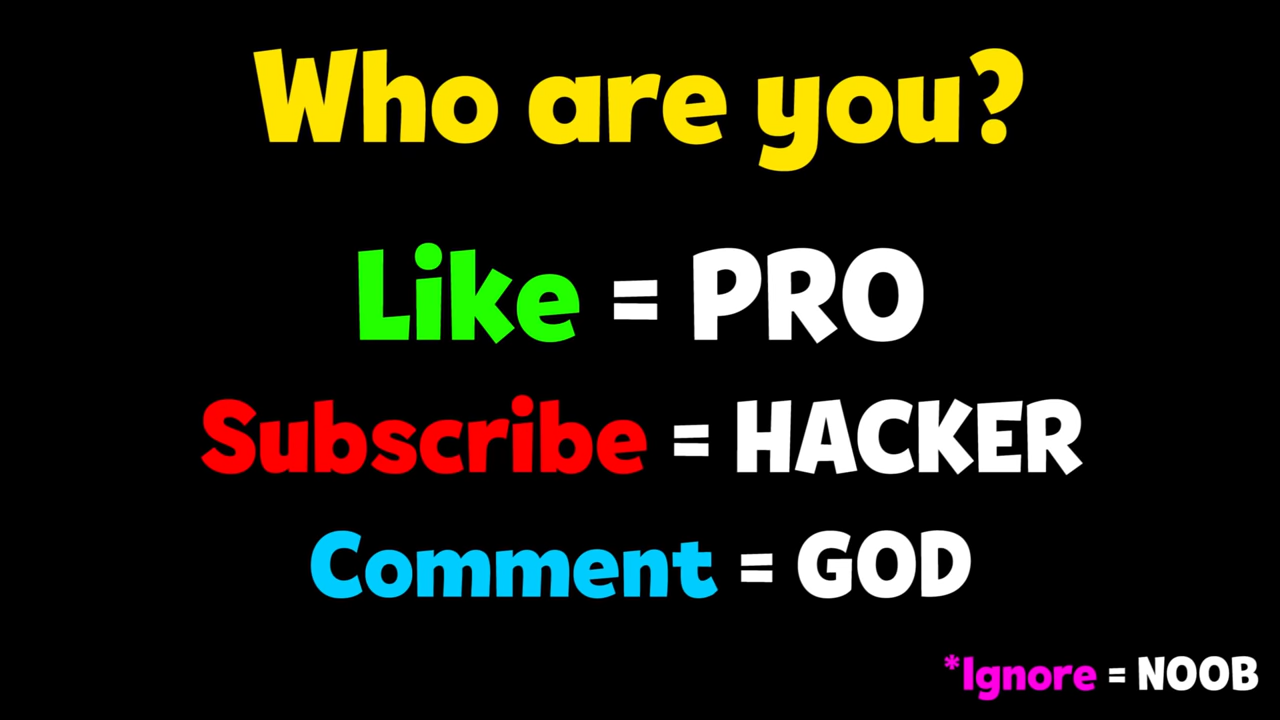 Who are you?
Like = PRO
Subscribe = HACKER
Comment = GOD
*Ignore = NOOB